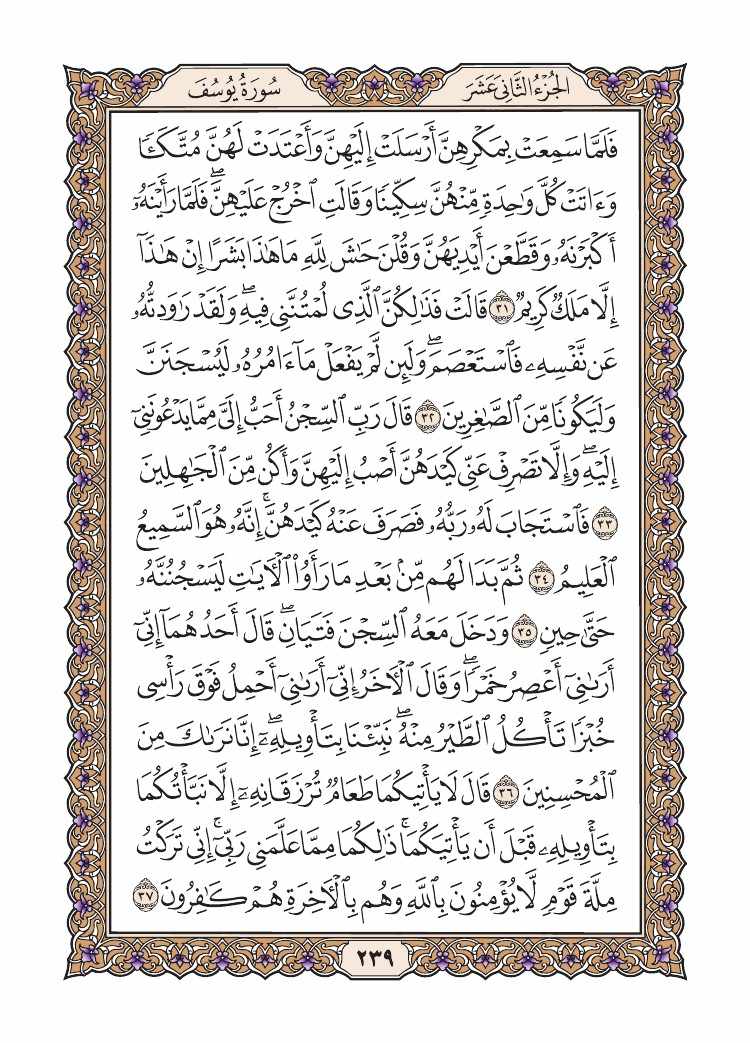 الجُزْءُ الثَّانِي عَشَرَ
سُورَةُ يُوسُفَ
فَلَمَّا سَمِعَتْ بِمَكْرِهِنَّ أَرْسَلَتْ إِلَيْهِنَّ وَأَعْتَدَتْ لَهُنَّ مُتَّكَـًٔا
وَءَاتَتْ كُلَّ وَٰحِدَةٍ مِّنْهُنَّ سِكِّينًا وَقَالَتِ ٱخْرُجْ عَلَيْهِنَّۖ فَلَمَّا رَأَيْنَهُۥٓ
أَكْبَرْنَهُۥ وَقَطَّعْنَ أَيْدِيَهُنَّ وَقُلْنَ حَٰشَ لِلَّهِ مَا هَٰذَا بَشَرًا إِنْ هَٰذَآ
إِلَّا مَلَكٌ كَرِيمٌ ٣١ قَالَتْ فَذَٰلِكُنَّ ٱلَّذِى لُمْتُنَّنِى فِيهِۖ وَلَقَدْ رَٰوَدتُّهُۥ
عَن نَّفْسِهِۦ فَٱسْتَعْصَمَۖ وَلَئِن لَّمْ يَفْعَلْ مَآ ءَامُرُهُۥ لَيُسْجَنَنَّ
وَلَيَكُونًا مِّنَ ٱلصَّٰغِرِينَ ٣٢ قَالَ رَبِّ ٱلسِّجْنُ أَحَبُّ إِلَىَّ مِمَّا يَدْعُونَنِىٓ
إِلَيْهِۖ وَإِلَّا تَصْرِفْ عَنِّى كَيْدَهُنَّ أَصْبُ إِلَيْهِنَّ وَأَكُن مِّنَ ٱلْجَٰهِلِينَ
٣٣ فَٱسْتَجَابَ لَهُۥ رَبُّهُۥ فَصَرَفَ عَنْهُ كَيْدَهُنَّۚ إِنَّهُۥ هُوَ ٱلسَّمِيعُ
ٱلْعَلِيمُ ٣٤ ثُمَّ بَدَا لَهُم مِّنۢ بَعْدِ مَا رَأَوُا۟ ٱلْءَايَٰتِ لَيَسْجُنُنَّهُۥ
حَتَّىٰ حِينٍ ٣٥ وَدَخَلَ مَعَهُ ٱلسِّجْنَ فَتَيَانِۖ قَالَ أَحَدُهُمَآ إِنِّىٓ
أَرَىٰنِىٓ أَعْصِرُ خَمْرًاۖ وَقَالَ ٱلْءَاخَرُ إِنِّىٓ أَرَىٰنِىٓ أَحْمِلُ فَوْقَ رَأْسِى
خُبْزًا تَأْكُلُ ٱلطَّيْرُ مِنْهُۖ نَبِّئْنَا بِتَأْوِيلِهِۦٓۖ إِنَّا نَرَىٰكَ مِنَ
ٱلْمُحْسِنِينَ ٣٦ قَالَ لَا يَأْتِيكُمَا طَعَامٌ تُرْزَقَانِهِۦٓ إِلَّا نَبَّأْتُكُمَا
بِتَأْوِيلِهِۦ قَبْلَ أَن يَأْتِيَكُمَاۚ ذَٰلِكُمَا مِمَّا عَلَّمَنِى رَبِّىٓۚ إِنِّى تَرَكْتُ
مِلَّةَ قَوْمٍ لَّا يُؤْمِنُونَ بِٱللَّهِ وَهُم بِٱلْءَاخِرَةِ هُمْ كَٰفِرُونَ ٣٧
٢٣٩